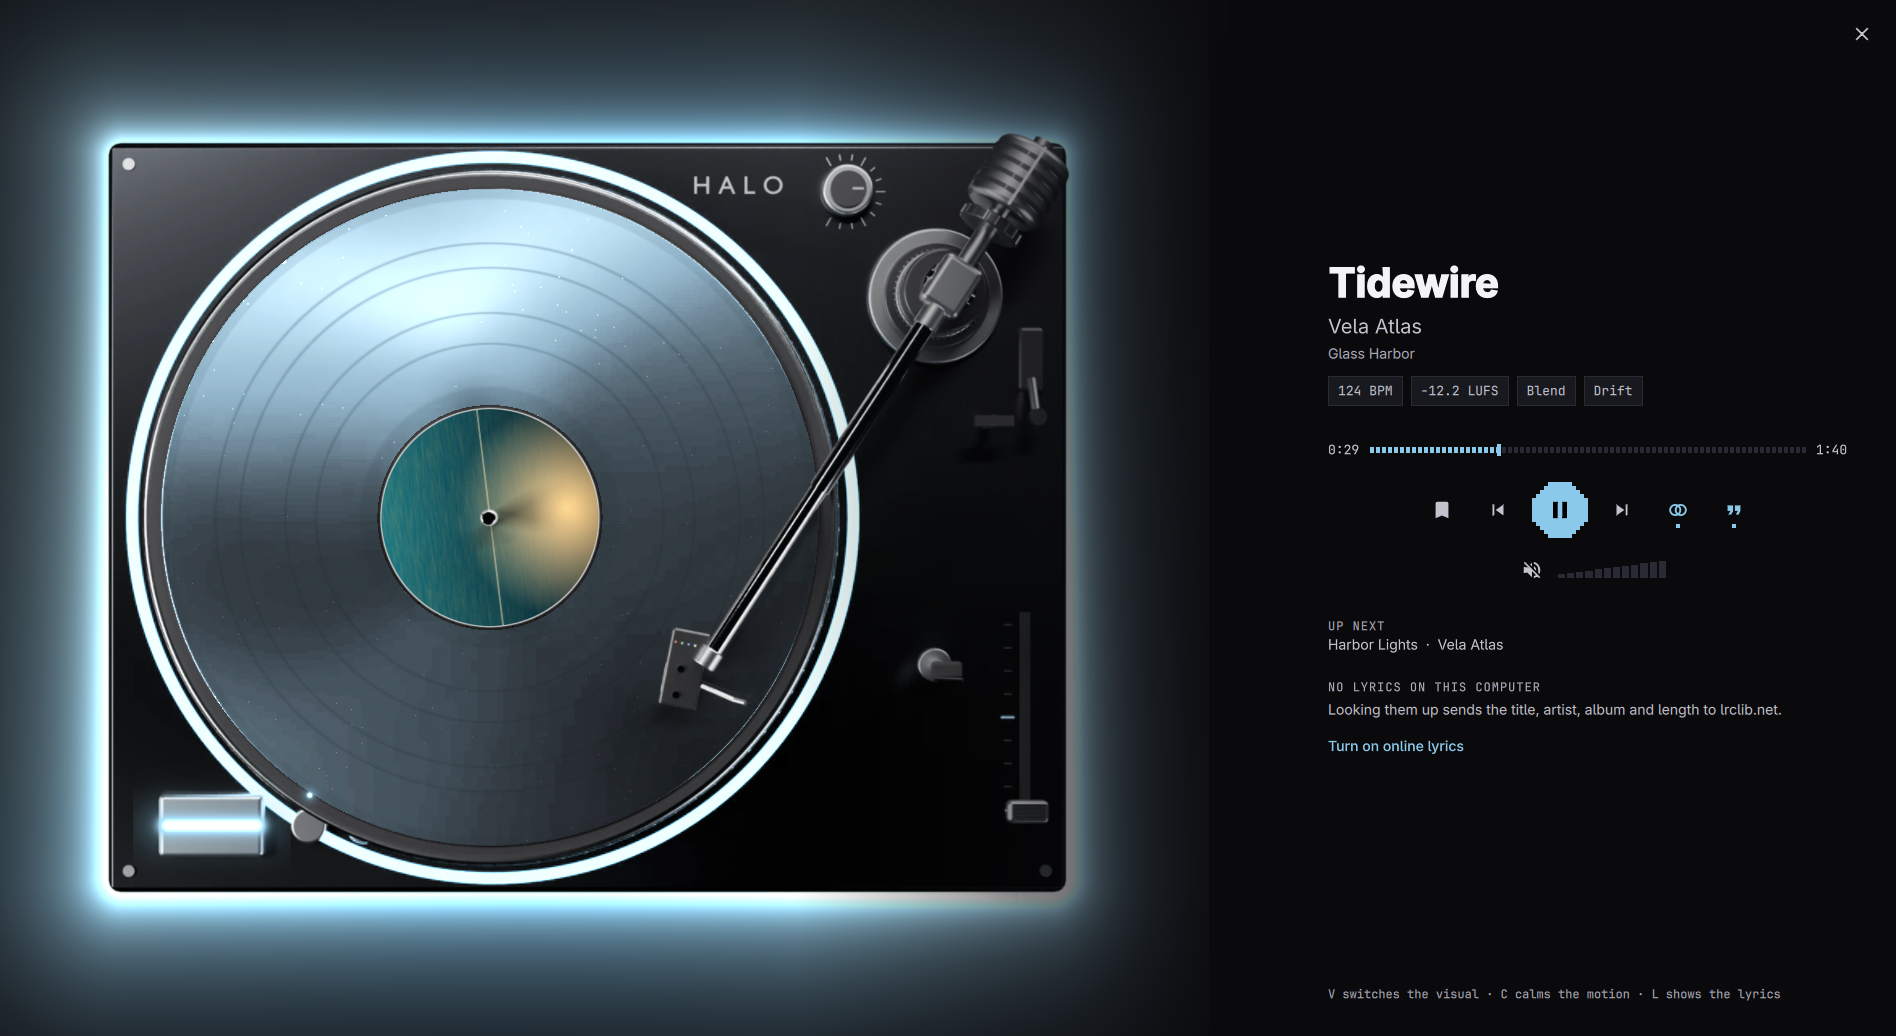 HALO
Tidewire
Vela Atlas
Glass Harbor
124 BPM -12.2 LUFS Blend Drift
0:29 1:40
UP NEXT
Harbor Lights · Vela Atlas
NO LYRICS ON THIS COMPUTER
Looking them up sends the title, artist, album and length to lrclib.net.
Turn on online lyrics
V switches the visual · C calms the motion · L shows the lyrics